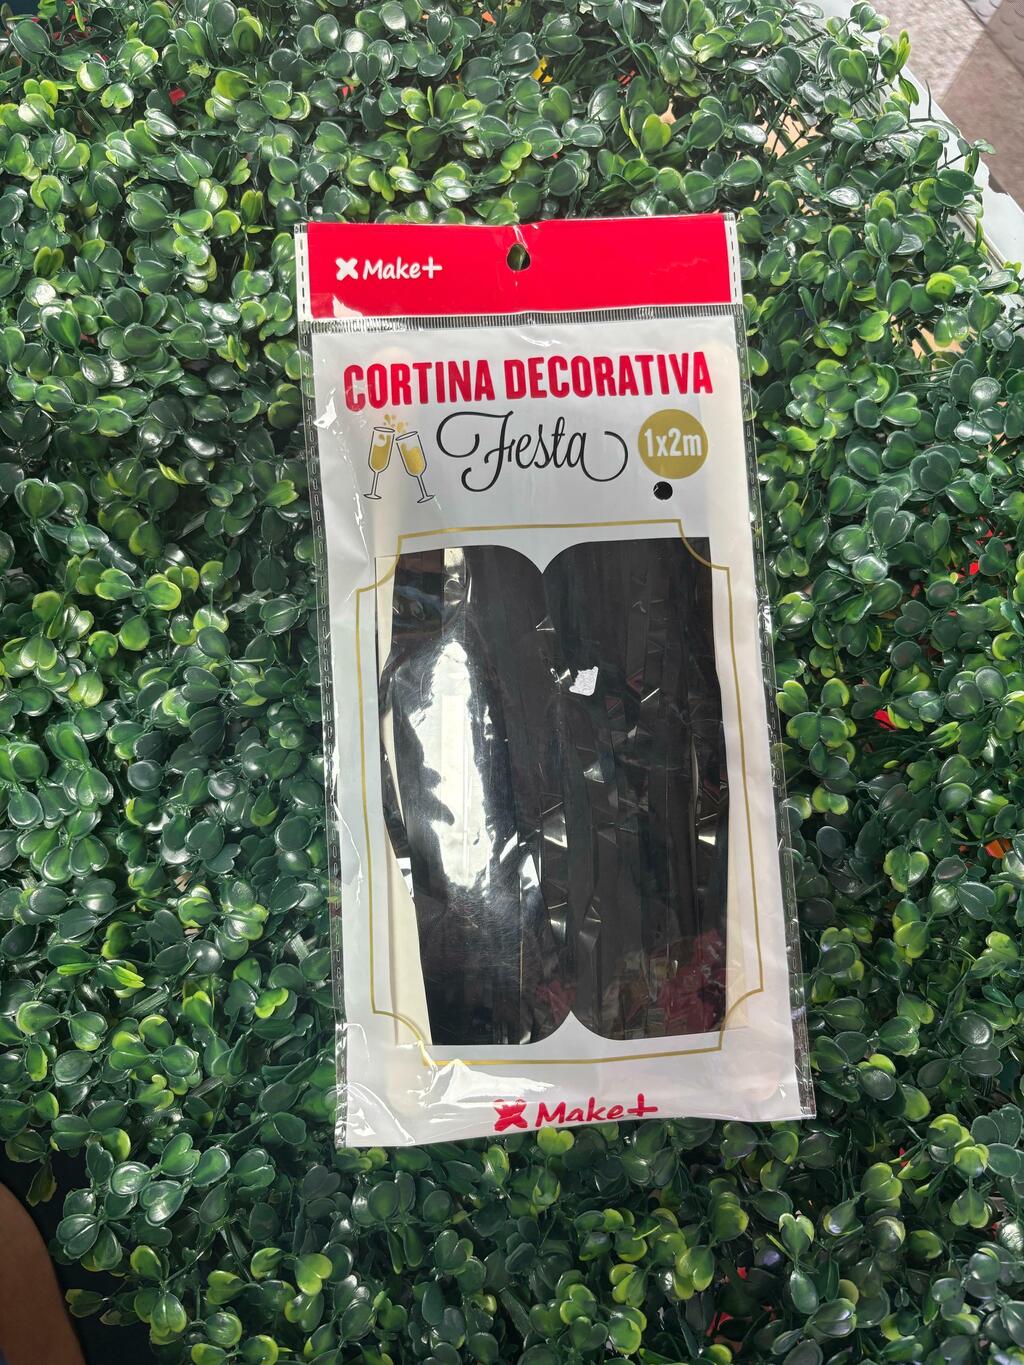 Make+
CORTINA DECORATIVA
Festa
1x2m
Make+